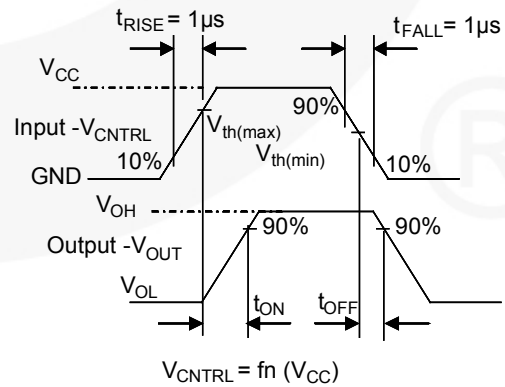 tRISE = 1µs
tFALL = 1µs
VCC
90%
Input -VCNTRL
Vth(max)
Vth(min)
10%
10%
GND
VOH
90%
90%
Output -VOUT
VOL
tON
tOFF
VCNTRL = fn (VCC)
®